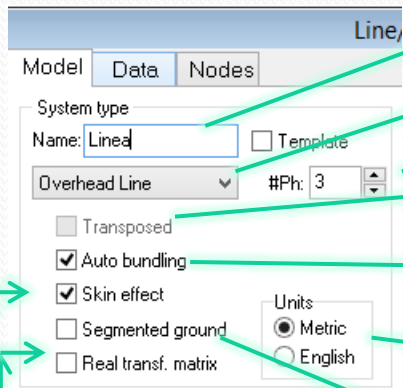 Line/
Model Data Nodes
System type
Name: Linea Template
Overhead Line #Ph: 3
Transposed
Auto bundling
Skin effect
Segmented ground
Real transf. matrix
Units
Metric
English